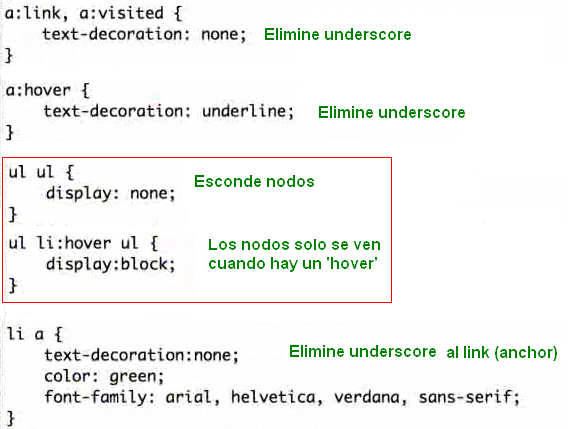 a:link, a:visited {
text-decoration: none; Elimine underscore
}
a:hover {
text-decoration: underline; Elimine underscore
}
ul ul {
display: none; Esconde nodos
}
ul li:hover ul { Los nodos solo se ven
display:block; cuando hay un 'hover'
}
li a {
text-decoration:none; Elimine underscore al link (anchor)
color: green;
font-family: arial, helvetica, verdana, sans-serif;
}